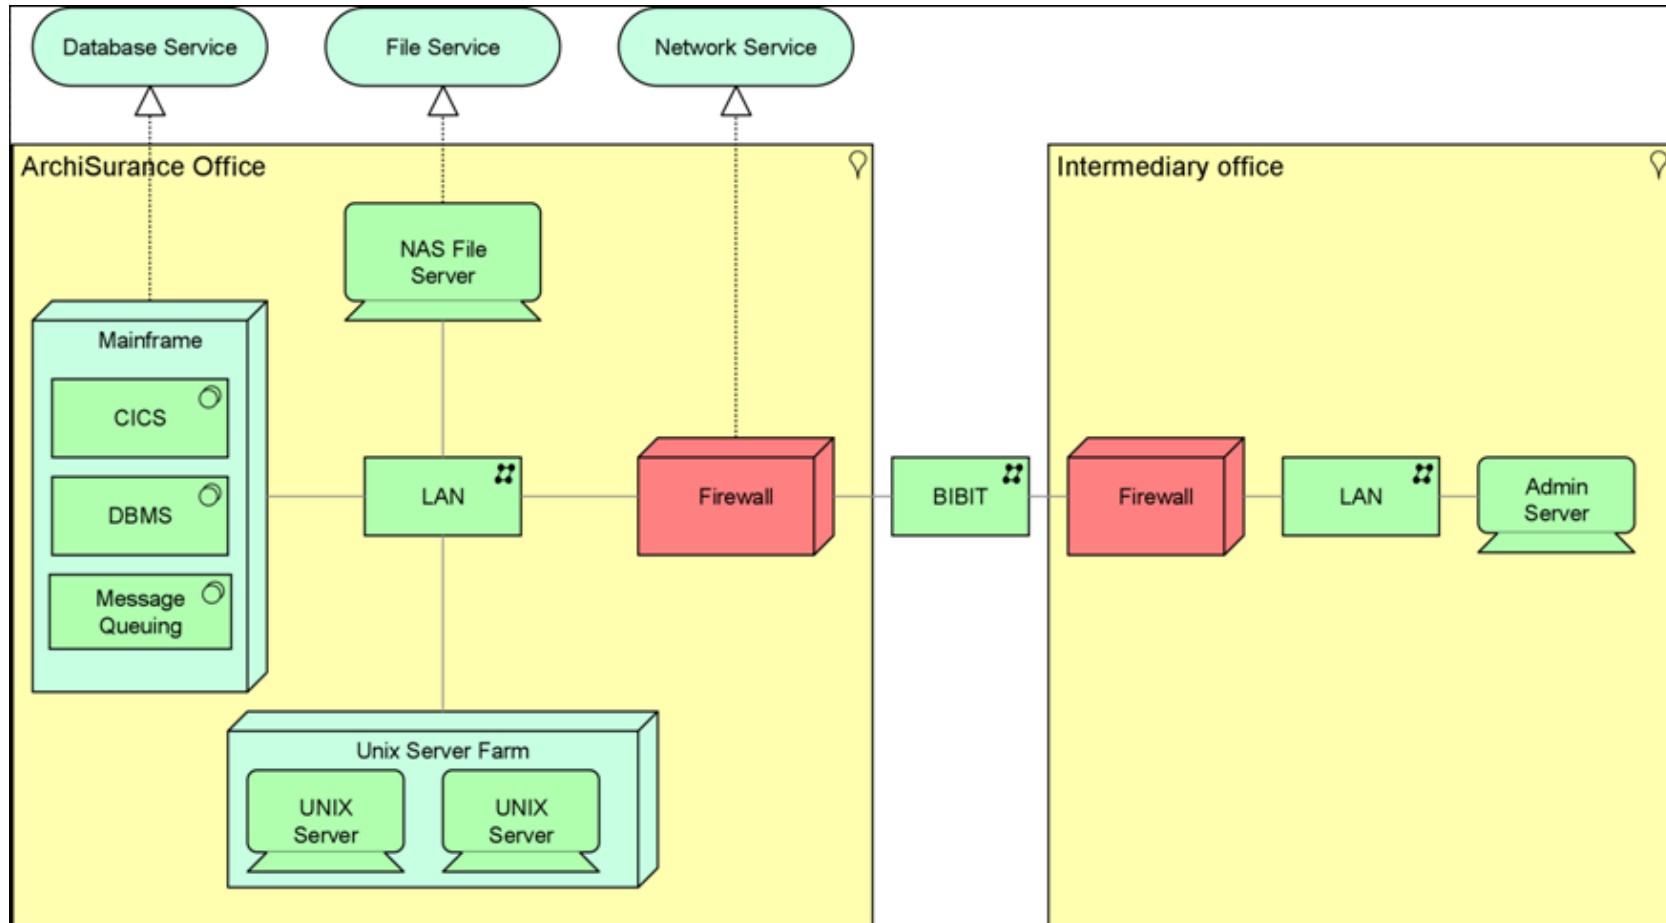 Database Service
File Service
Network Service
ArchiSurance Office
Intermediary office
NAS File
Server
Mainframe
CICS
DBMS
Message
Queuing
LAN
Firewall
BIBIT
Firewall
LAN
Admin
Server
Unix Server Farm
UNIX
Server
UNIX
Server